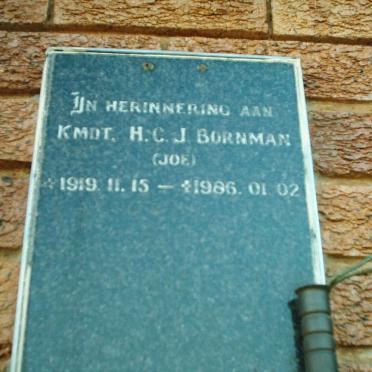 IN HERINNERING AAN
KMDT. H.C.J. BORNMAN
(JOE)
*1919.11.15 – ‡1986.01.02